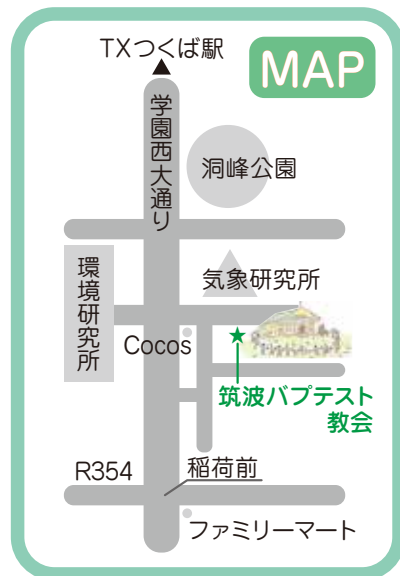 TXつくば駅
MAP
学園西大通り
洞峰公園
環境研究所
気象研究所
Cocos
筑波バプテスト
教会
R354
稲荷前
ファミリーマート